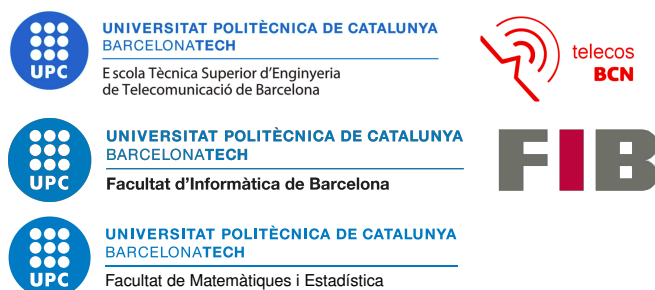 UPC
UNIVERSITAT POLITÈCNICA DE CATALUNYA
BARCELONATECH
Escola Tècnica Superior d'Enginyeria
de Telecomunicació de Barcelona
telecos
BCN
UPC
UNIVERSITAT POLITÈCNICA DE CATALUNYA
BARCELONATECH
Facultat d'Informàtica de Barcelona
FIB
UPC
UNIVERSITAT POLITÈCNICA DE CATALUNYA
BARCELONATECH
Facultat de Matemàtiques i Estadística